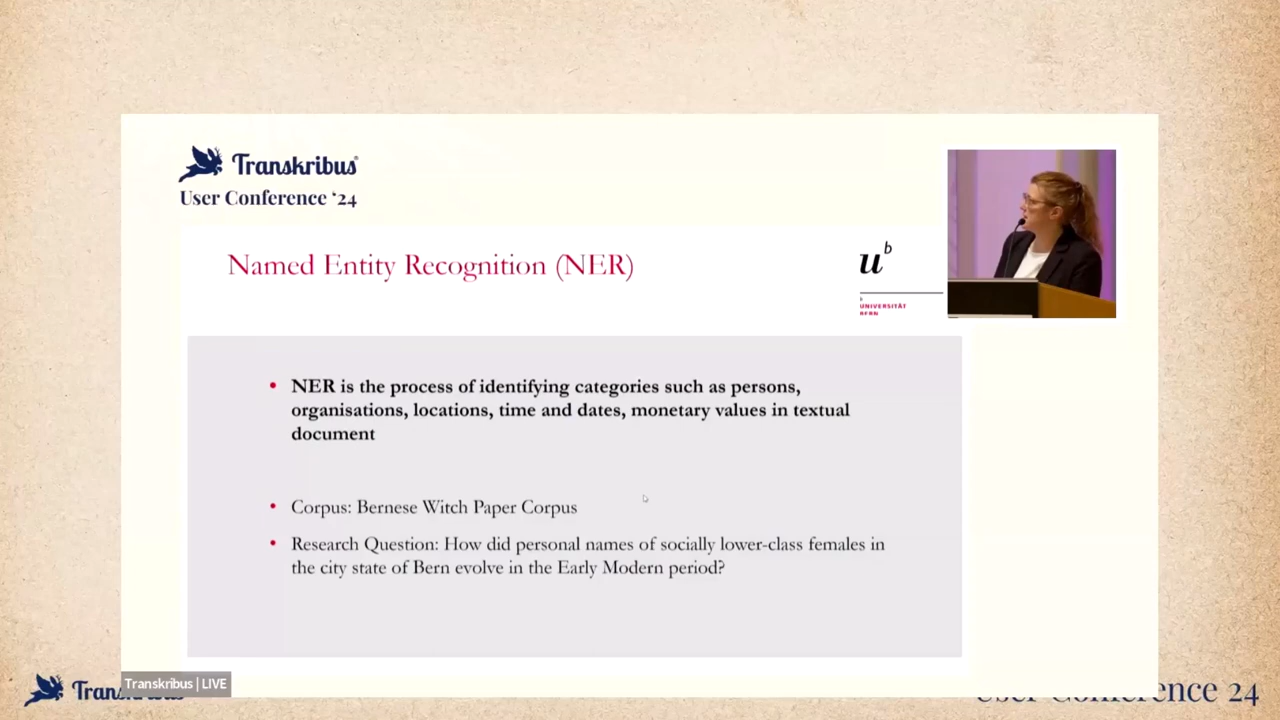 Transkribus
User Conference ‘24
Named Entity Recognition (NER)
u b
b
UNIVERSITÄT
BERN
• NER is the process of identifying categories such as persons,
organisations, locations, time and dates, monetary values in textual
document
• Corpus: Bernese Witch Paper Corpus
• Research Question: How did personal names of socially lower-class females in
the city state of Bern evolve in the Early Modern period?
Transkribus | LIVE
User Conference 24